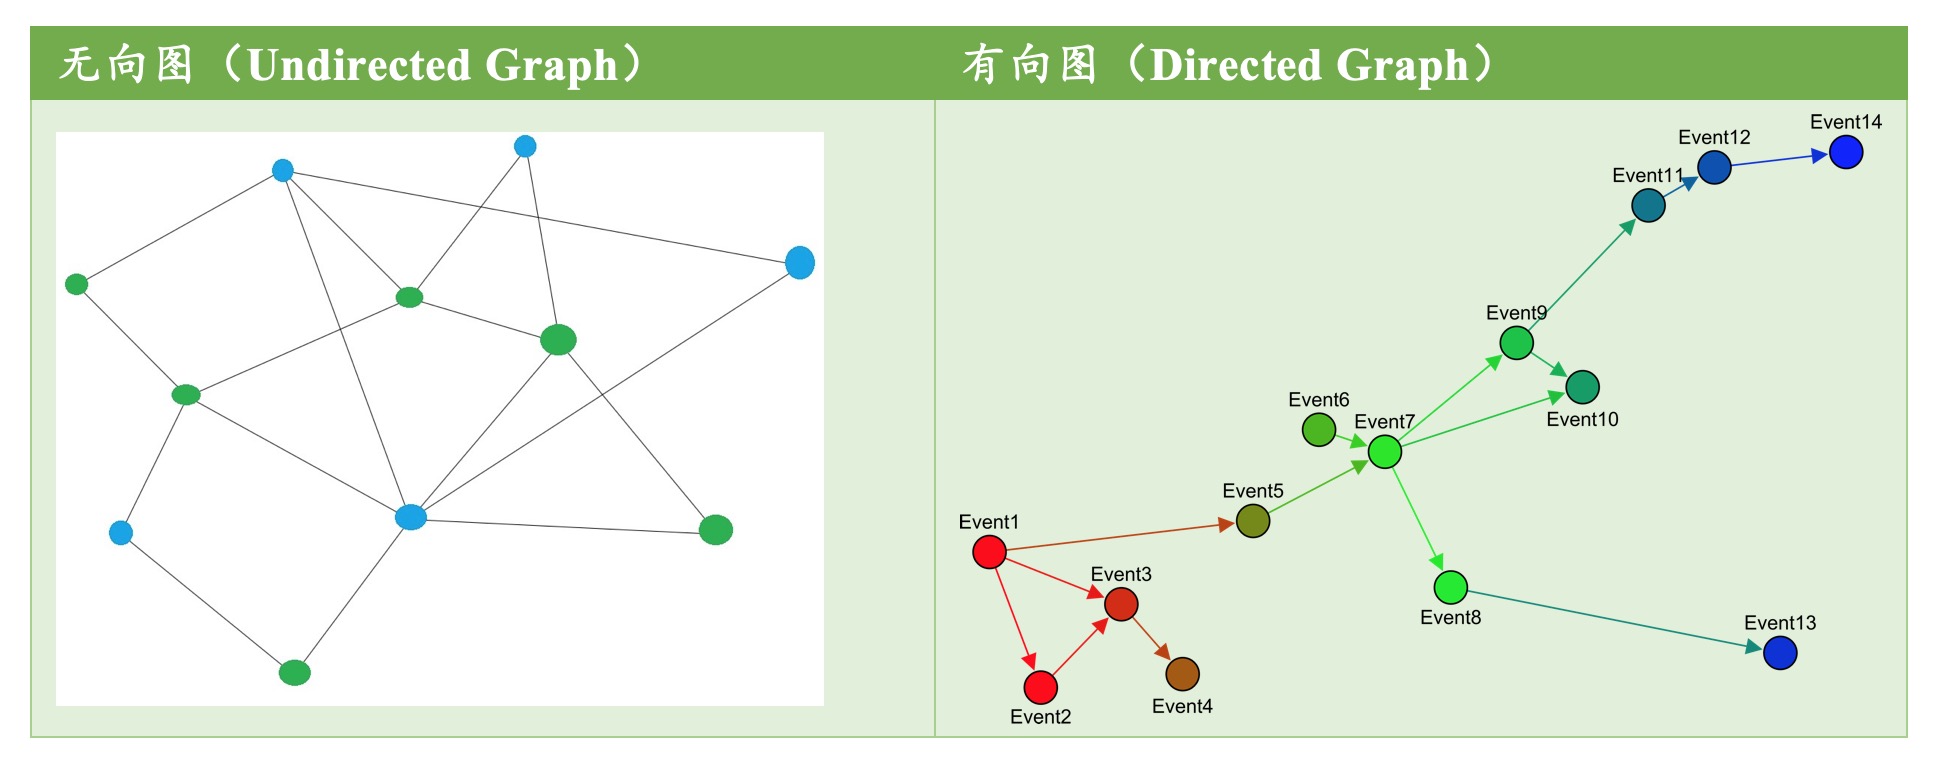 无向图（Undirected Graph）
有向图（Directed Graph）
Event14
Event12
Event11
Event9
Event6
Event7
Event10
Event5
Event1
Event3
Event8
Event13
Event4
Event2